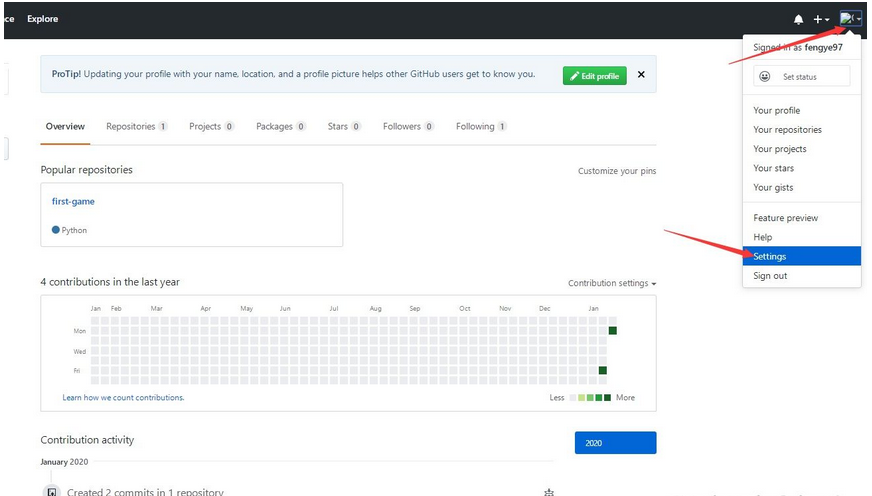 ce Explore
Signed in as fengye97
ProTip! Updating your profile with your name, location, and a profile picture helps other GitHub users get to know you.
Edit profile
Set status
Overview Repositories 1 Projects 0 Packages 0 Stars 0 Followers 0 Following 1
Your profile
Your repositories
Your projects
Your stars
Your gists
Feature preview
Help
Settings
Sign out
Popular repositories
Customize your pins
first-game
Python
4 contributions in the last year
Contribution settings
Jan Feb Mar Apr May Jun Jul Aug Sep Oct Nov Dec Jan
Mon
Wed
Fri
Learn how we count contributions.
Less More
Contribution activity
2020
January 2020
Created 2 commits in 1 repository